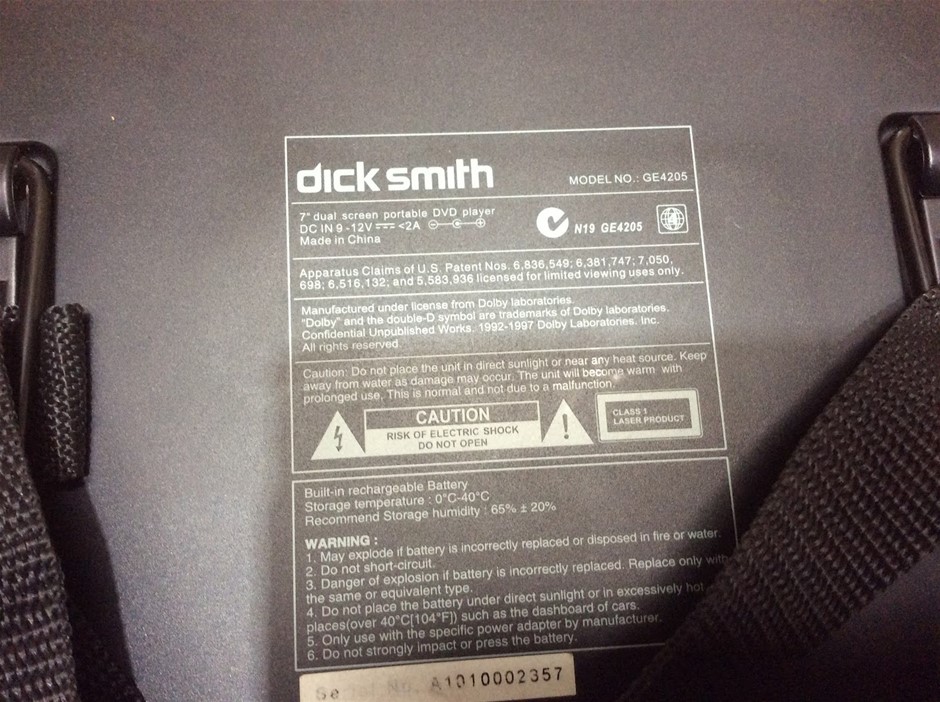 dick smith
MODEL NO.: GE4205
7" dual screen portable DVD player
DC IN 9-12V ⎓ <2A
Made in China
N19 GE4205
4
Apparatus Claims of U.S. Patent Nos. 6,836,549; 6,381,747; 7,050,
698; 6,516,132; and 5,583,936 licensed for limited viewing uses only.
Manufactured under license from Dolby laboratories.
"Dolby" and the double-D symbol are trademarks of Dolby laboratories.
Confidential Unpublished Works. 1992-1997 Dolby Laboratories. Inc.
All rights reserved.
Caution: Do not place the unit in direct sunlight or near any heat source. Keep
away from water as damage may occur. The unit will become warm with
prolonged use. This is normal and not due to a malfunction.
CAUTION
RISK OF ELECTRIC SHOCK
DO NOT OPEN
!
CLASS 1
LASER PRODUCT
Built-in rechargeable Battery
Storage temperature : 0°C-40°C
Recommend Storage humidity : 65% ± 20%
WARNING :
1. May explode if battery is incorrectly replaced or disposed in fire or water.
2. Do not short-circuit.
3. Danger of explosion if battery is incorrectly replaced. Replace only with
the same or equivalent type.
4. Do not place the battery under direct sunlight or in excessively hot
places(over 40°C[104°F]) such as the dashboard of cars.
5. Only use with the specific power adapter by manufacturer.
6. Do not strongly impact or press the battery.
Serial No. A1010002357